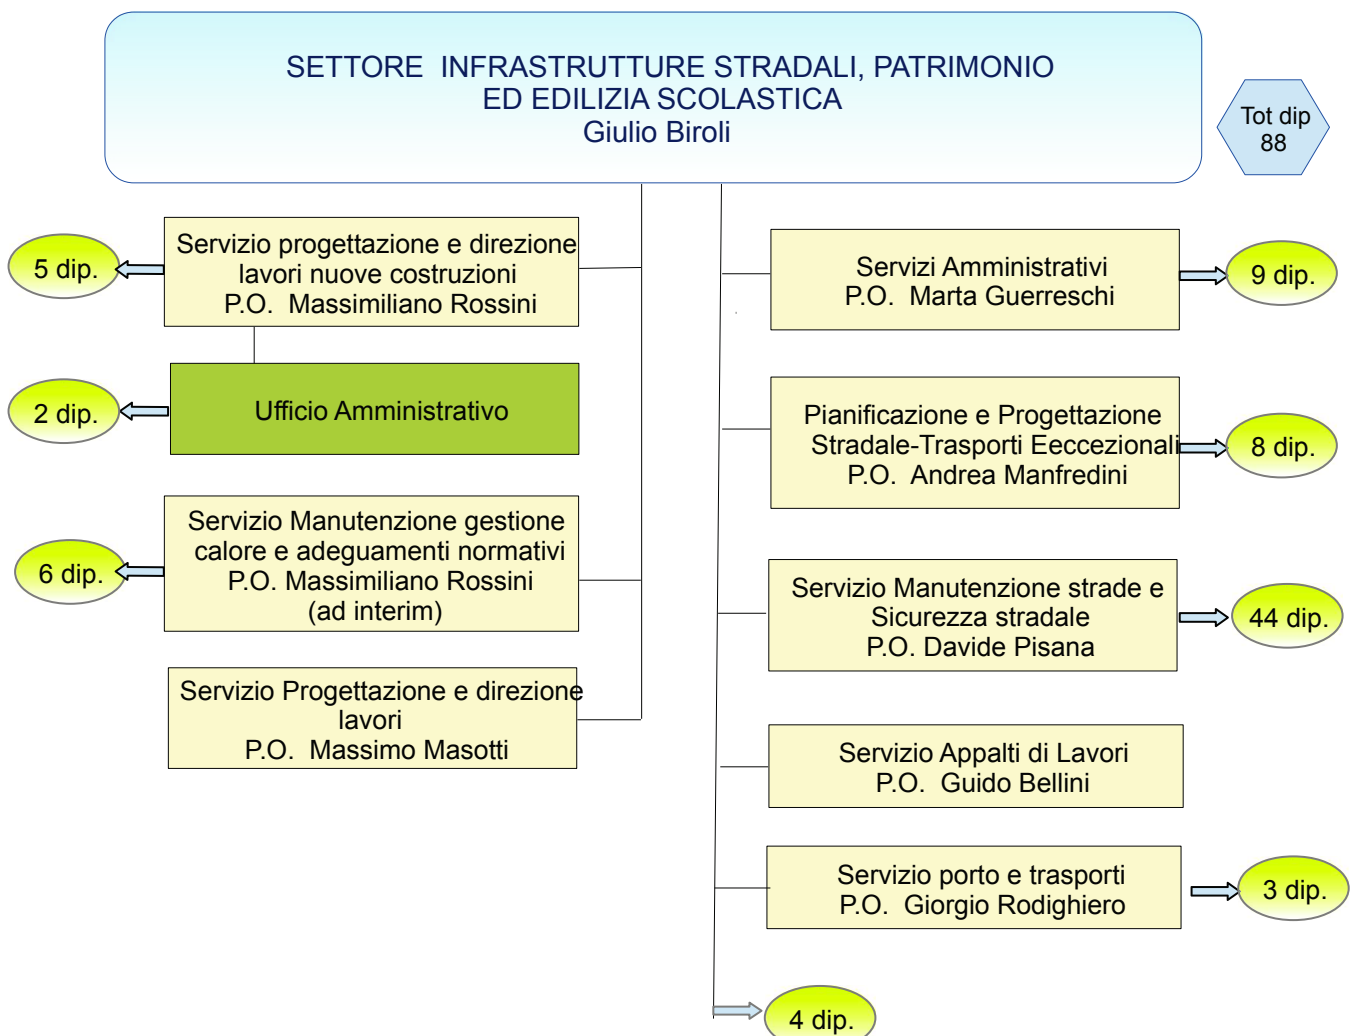 SETTORE INFRASTRUTTURE STRADALI, PATRIMONIO
ED EDILIZIA SCOLASTICA
Giulio Biroli
Tot dip
88
Servizio progettazione e direzione
lavori nuove costruzioni
P.O. Massimiliano Rossini
5 dip.
Ufficio Amministrativo
2 dip.
Servizio Manutenzione gestione
calore e adeguamenti normativi
P.O. Massimiliano Rossini
(ad interim)
6 dip.
Servizio Progettazione e direzione
lavori
P.O. Massimo Masotti
Servizi Amministrativi
P.O. Marta Guerreschi
9 dip.
Pianificazione e Progettazione
Stradale-Trasporti Eeccezionali
P.O. Andrea Manfredini
8 dip.
Servizio Manutenzione strade e
Sicurezza stradale
P.O. Davide Pisana
44 dip.
Servizio Appalti di Lavori
P.O. Guido Bellini
Servizio porto e trasporti
P.O. Giorgio Rodighiero
3 dip.
4 dip.